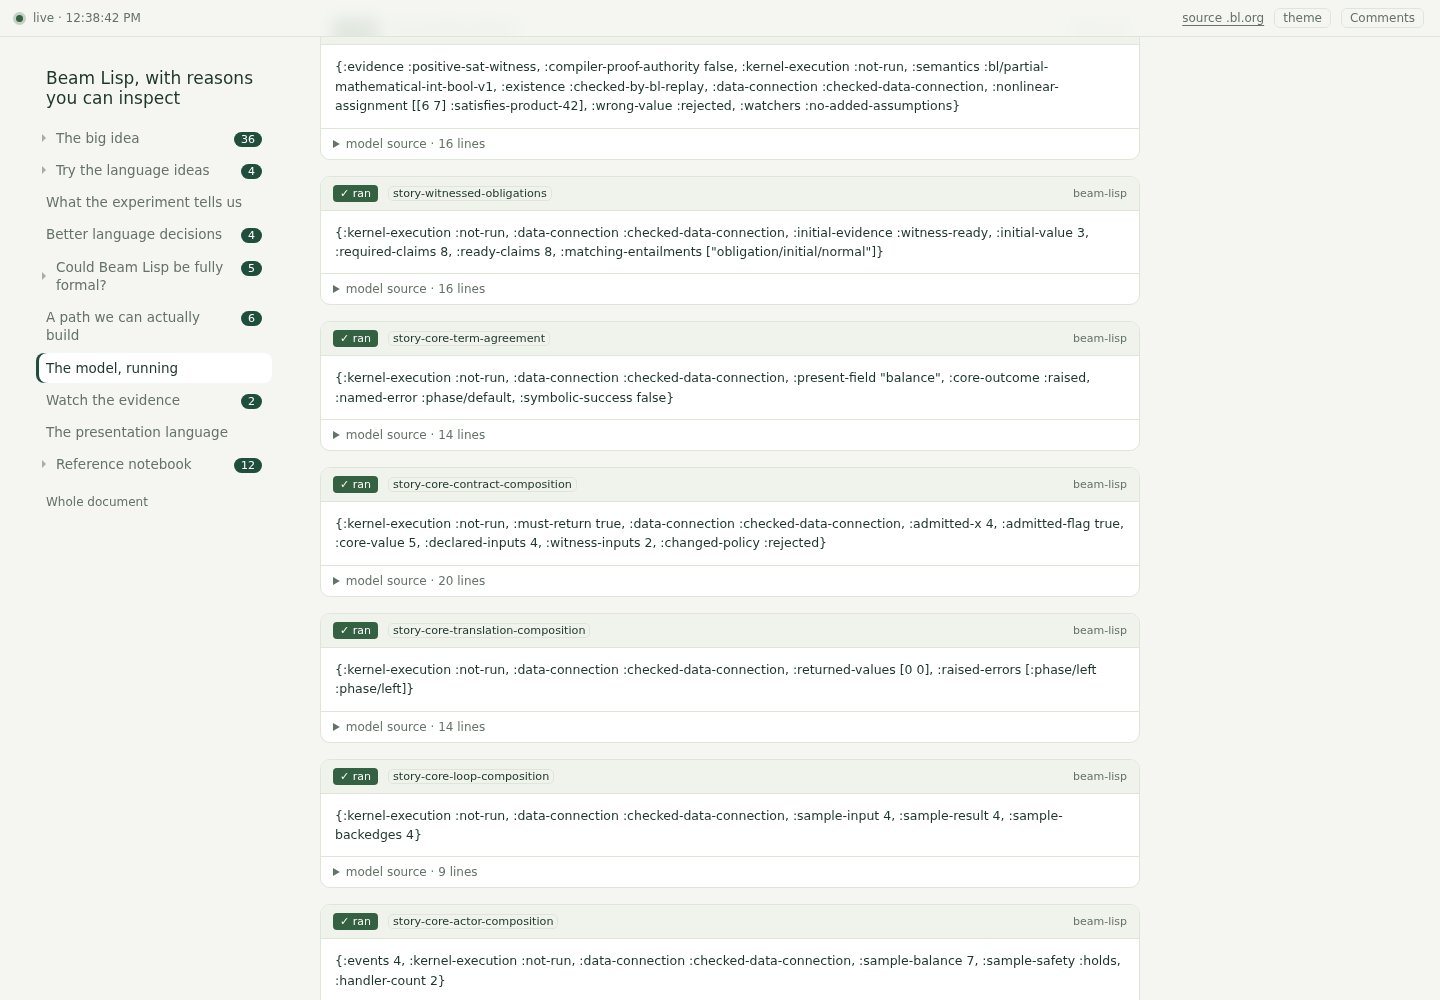 live · 12:38:42 PM
source .bl.org
theme
Comments
Beam Lisp, with reasons
you can inspect
The big idea 36
Try the language ideas 4
What the experiment tells us
Better language decisions 4
Could Beam Lisp be fully
formal? 5
A path we can actually
build 6
The model, running
Watch the evidence 2
The presentation language
Reference notebook 12
Whole document
{:evidence :positive-sat-witness, :compiler-proof-authority false, :kernel-execution :not-run, :semantics :bl/partial-
mathematical-int-bool-v1, :existence :checked-by-bl-replay, :data-connection :checked-data-connection, :nonlinear-
assignment [[6 7] :satisfies-product-42], :wrong-value :rejected, :watchers :no-added-assumptions}
model source · 16 lines
✓ ran story-witnessed-obligations beam-lisp
{:kernel-execution :not-run, :data-connection :checked-data-connection, :initial-evidence :witness-ready, :initial-value 3,
:required-claims 8, :ready-claims 8, :matching-entailments ["obligation/initial/normal"]}
model source · 16 lines
✓ ran story-core-term-agreement beam-lisp
{:kernel-execution :not-run, :data-connection :checked-data-connection, :present-field "balance", :core-outcome :raised,
:named-error :phase/default, :symbolic-success false}
model source · 14 lines
✓ ran story-core-contract-composition beam-lisp
{:kernel-execution :not-run, :must-return true, :data-connection :checked-data-connection, :admitted-x 4, :admitted-flag true,
:core-value 5, :declared-inputs 4, :witness-inputs 2, :changed-policy :rejected}
model source · 20 lines
✓ ran story-core-translation-composition beam-lisp
{:kernel-execution :not-run, :data-connection :checked-data-connection, :returned-values [0 0], :raised-errors [:phase/left
:phase/left]}
model source · 14 lines
✓ ran story-core-loop-composition beam-lisp
{:kernel-execution :not-run, :data-connection :checked-data-connection, :sample-input 4, :sample-result 4, :sample-
backedges 4}
model source · 9 lines
✓ ran story-core-actor-composition beam-lisp
{:events 4, :kernel-execution :not-run, :data-connection :checked-data-connection, :sample-balance 7, :sample-safety :holds,
:handler-count 2}